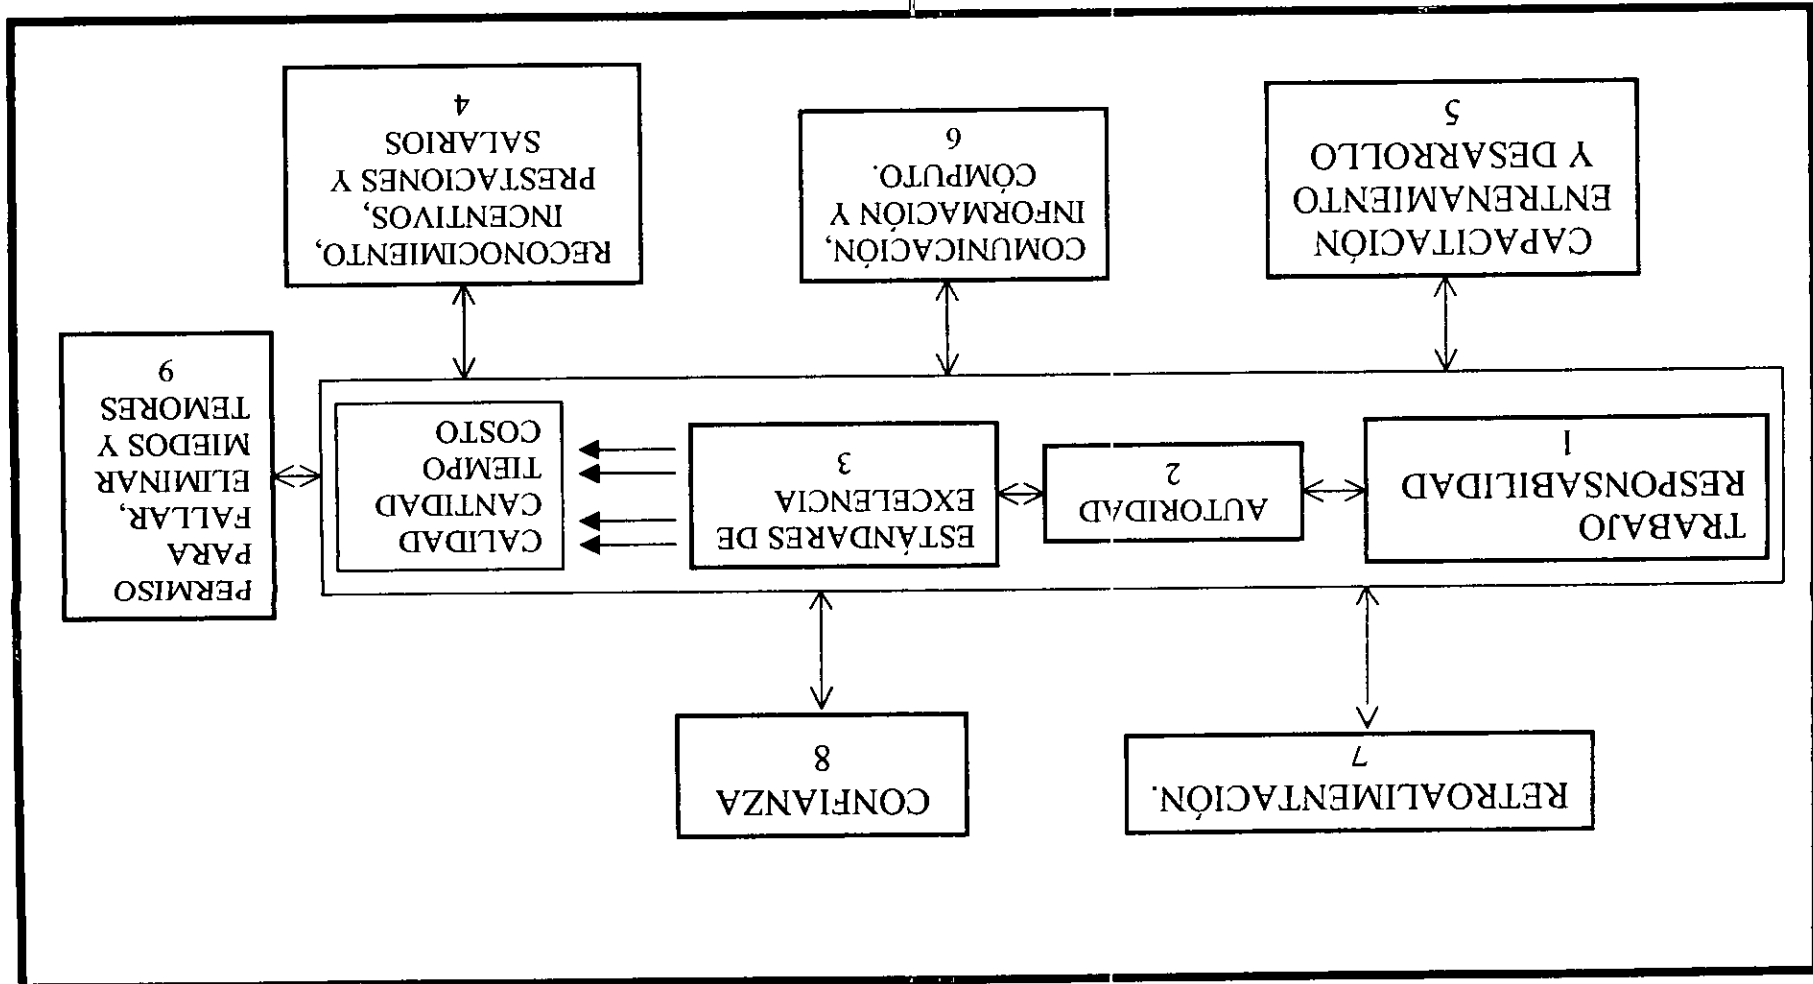 RETROALIMENTACIÓN.
7
CONFIANZA
8
TRABAJO
RESPONSABILIDAD
1
AUTORIDAD
2
ESTÁNDARES DE
EXCELENCIA
3
CALIDAD
CANTIDAD
TIEMPO
COSTO
PERMISO
PARA
FALLAR,
ELIMINAR
MIEDOS Y
TEMORES
9
CAPACITACIÓN
ENTRENAMIENTO
Y DESARROLLO
5
COMUNICACIÓN,
INFORMACIÓN Y
CÓMPUTO.
6
RECONOCIMIENTO,
INCENTIVOS,
PRESTACIONES Y
SALARIOS
4